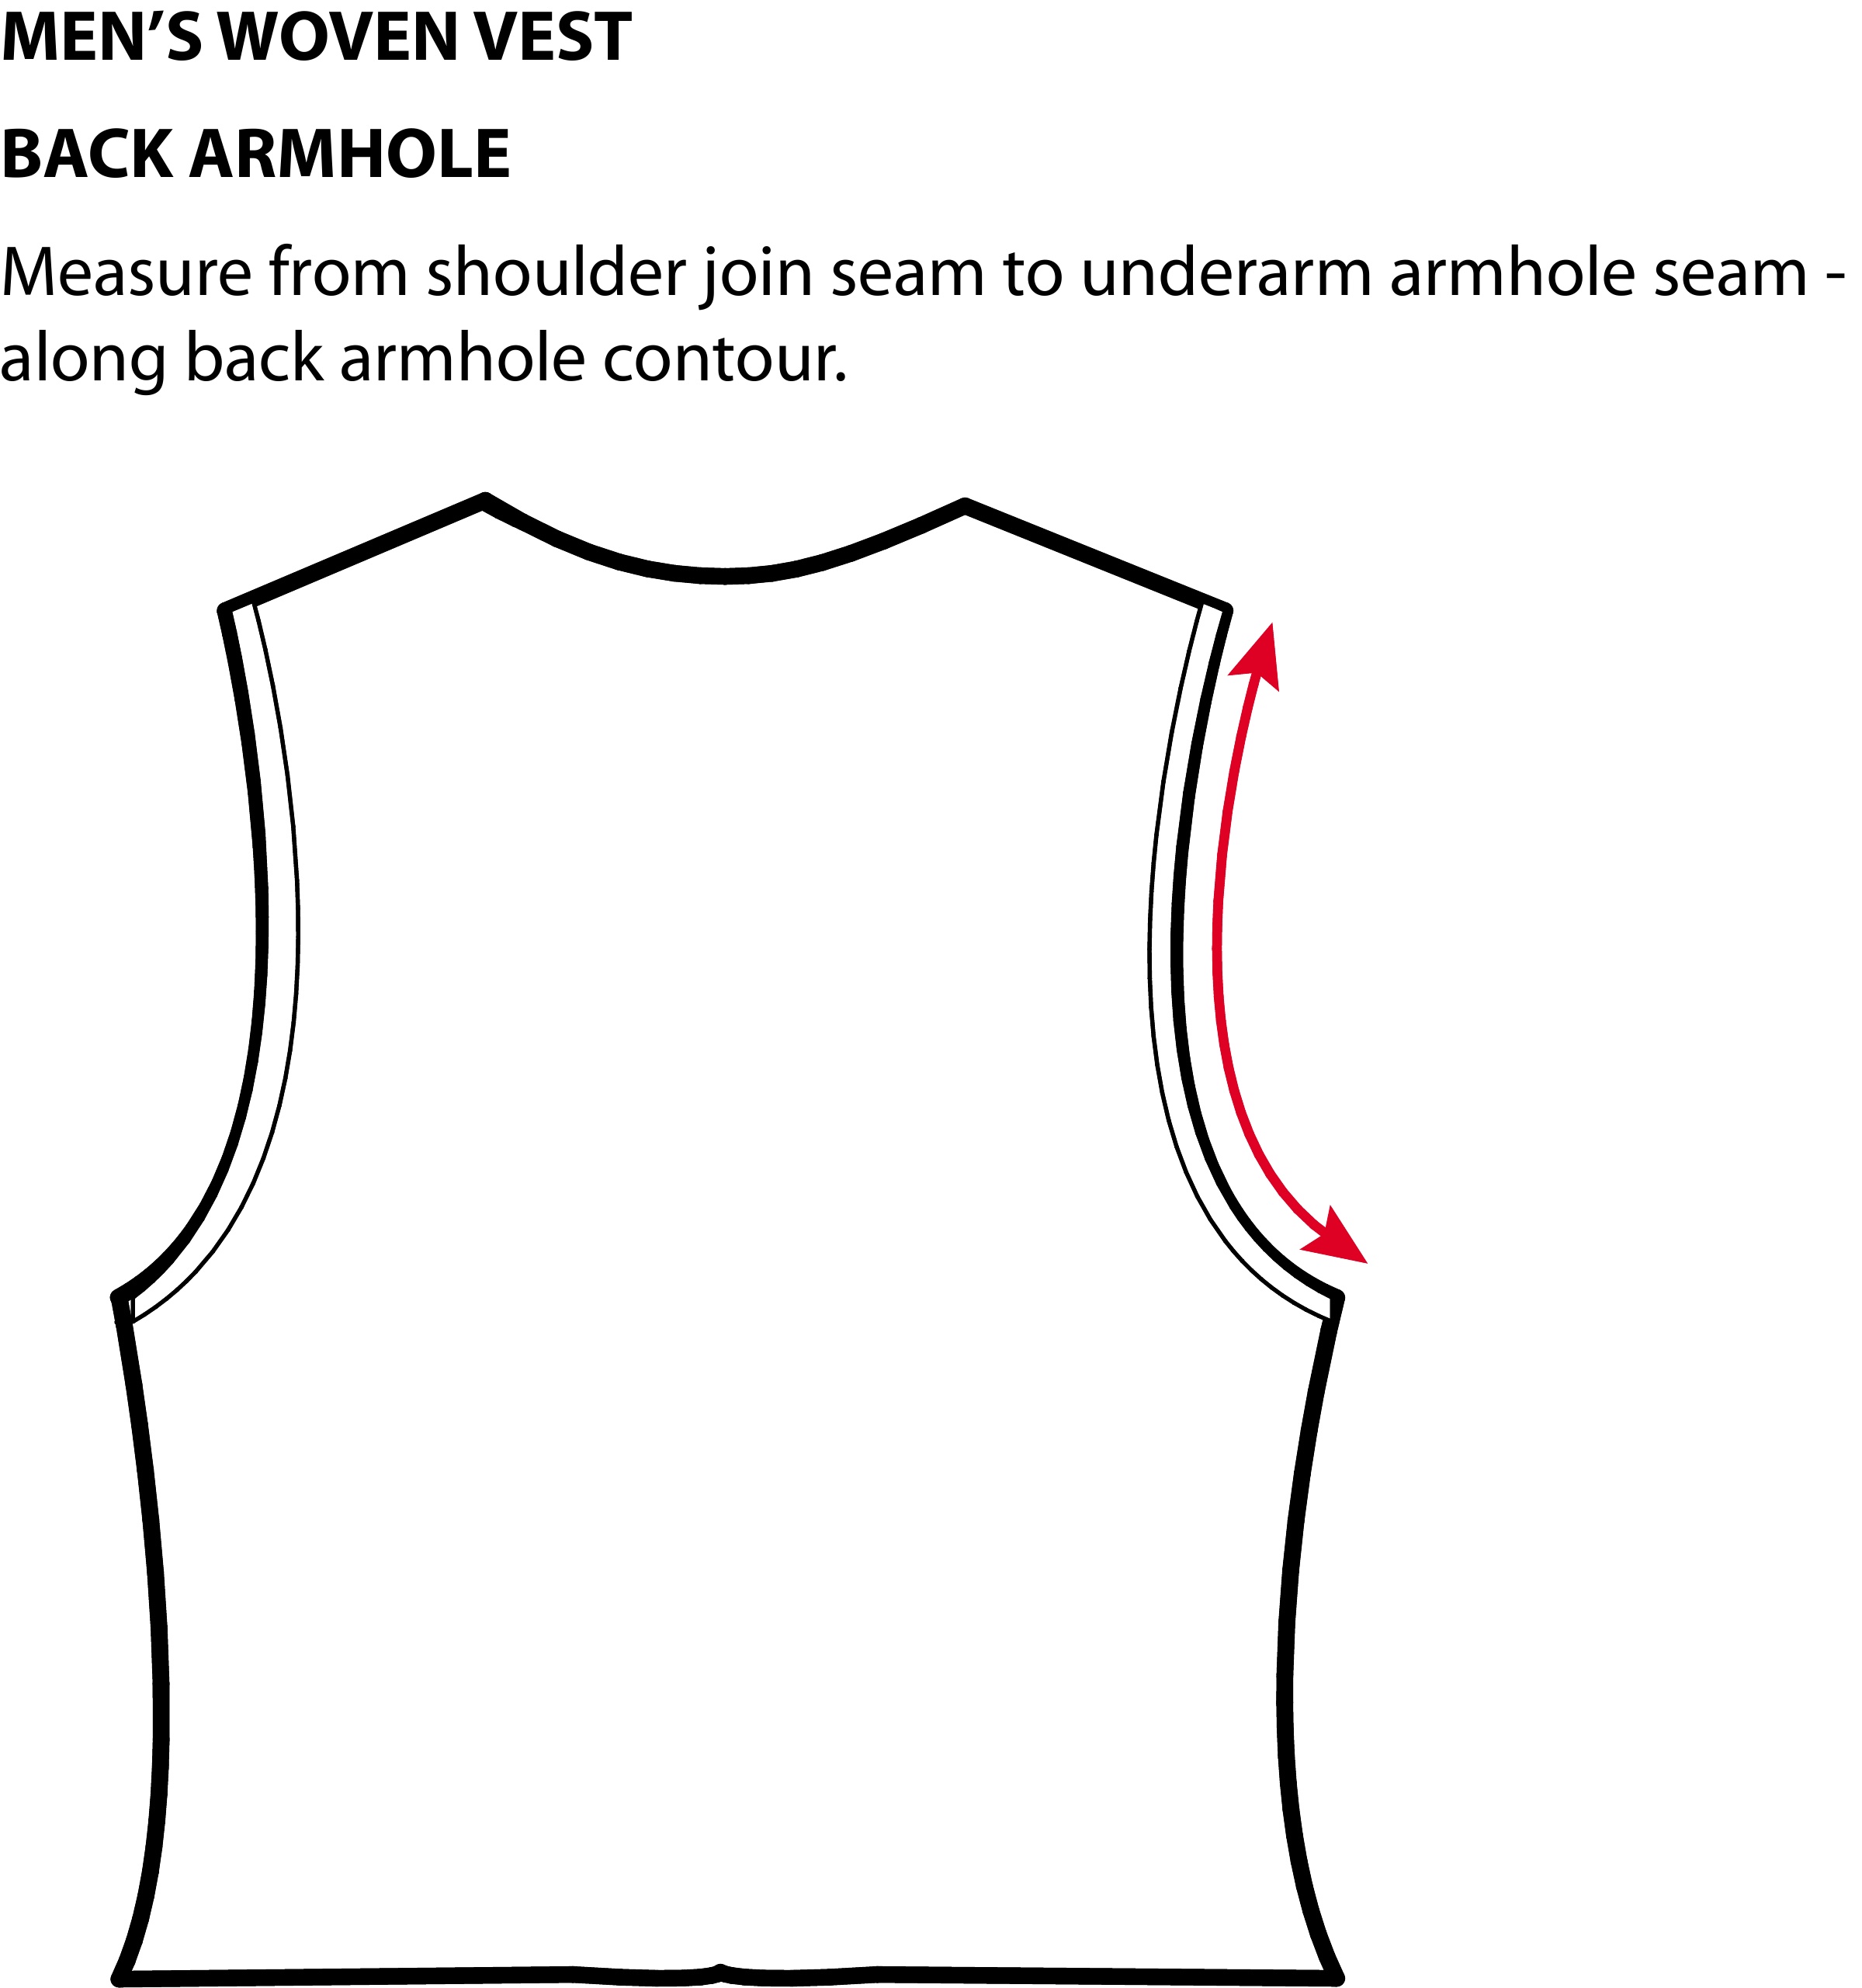 MEN’S WOVEN VEST
BACK ARMHOLE
Measure from shoulder join seam to underarm armhole seam -
along back armhole contour.